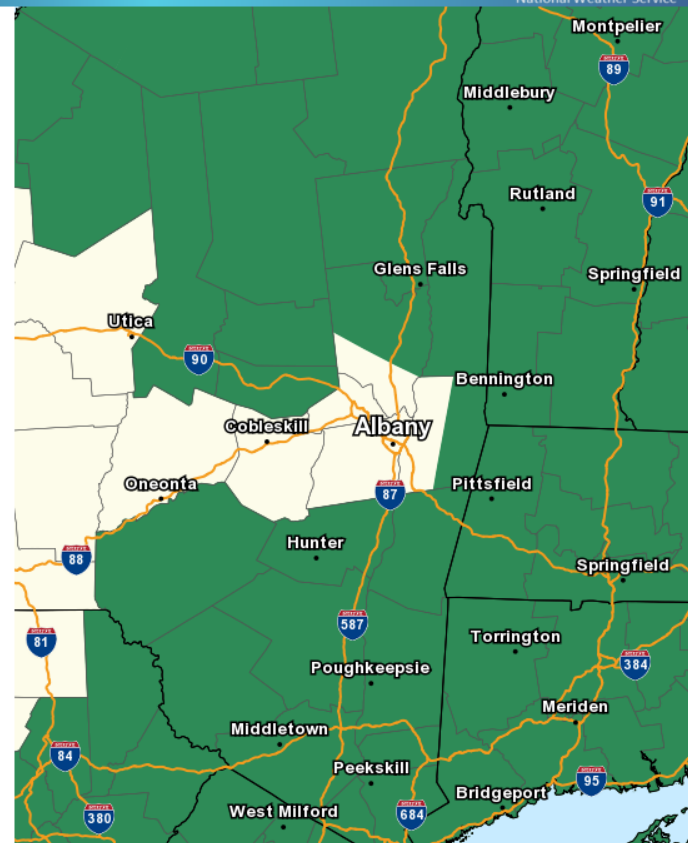 National Weather Service
Montpelier
89
Middlebury
Rutland
91
Glens Falls
Springfield
Utica
90
Bennington
Cobleskill
Albany
Oneonta
87
Pittsfield
Hunter
88
Springfield
587
81
Torrington
384
Poughkeepsie
Meriden
Middletown
84
Peekskill
95
Bridgeport
380
West Milford
684